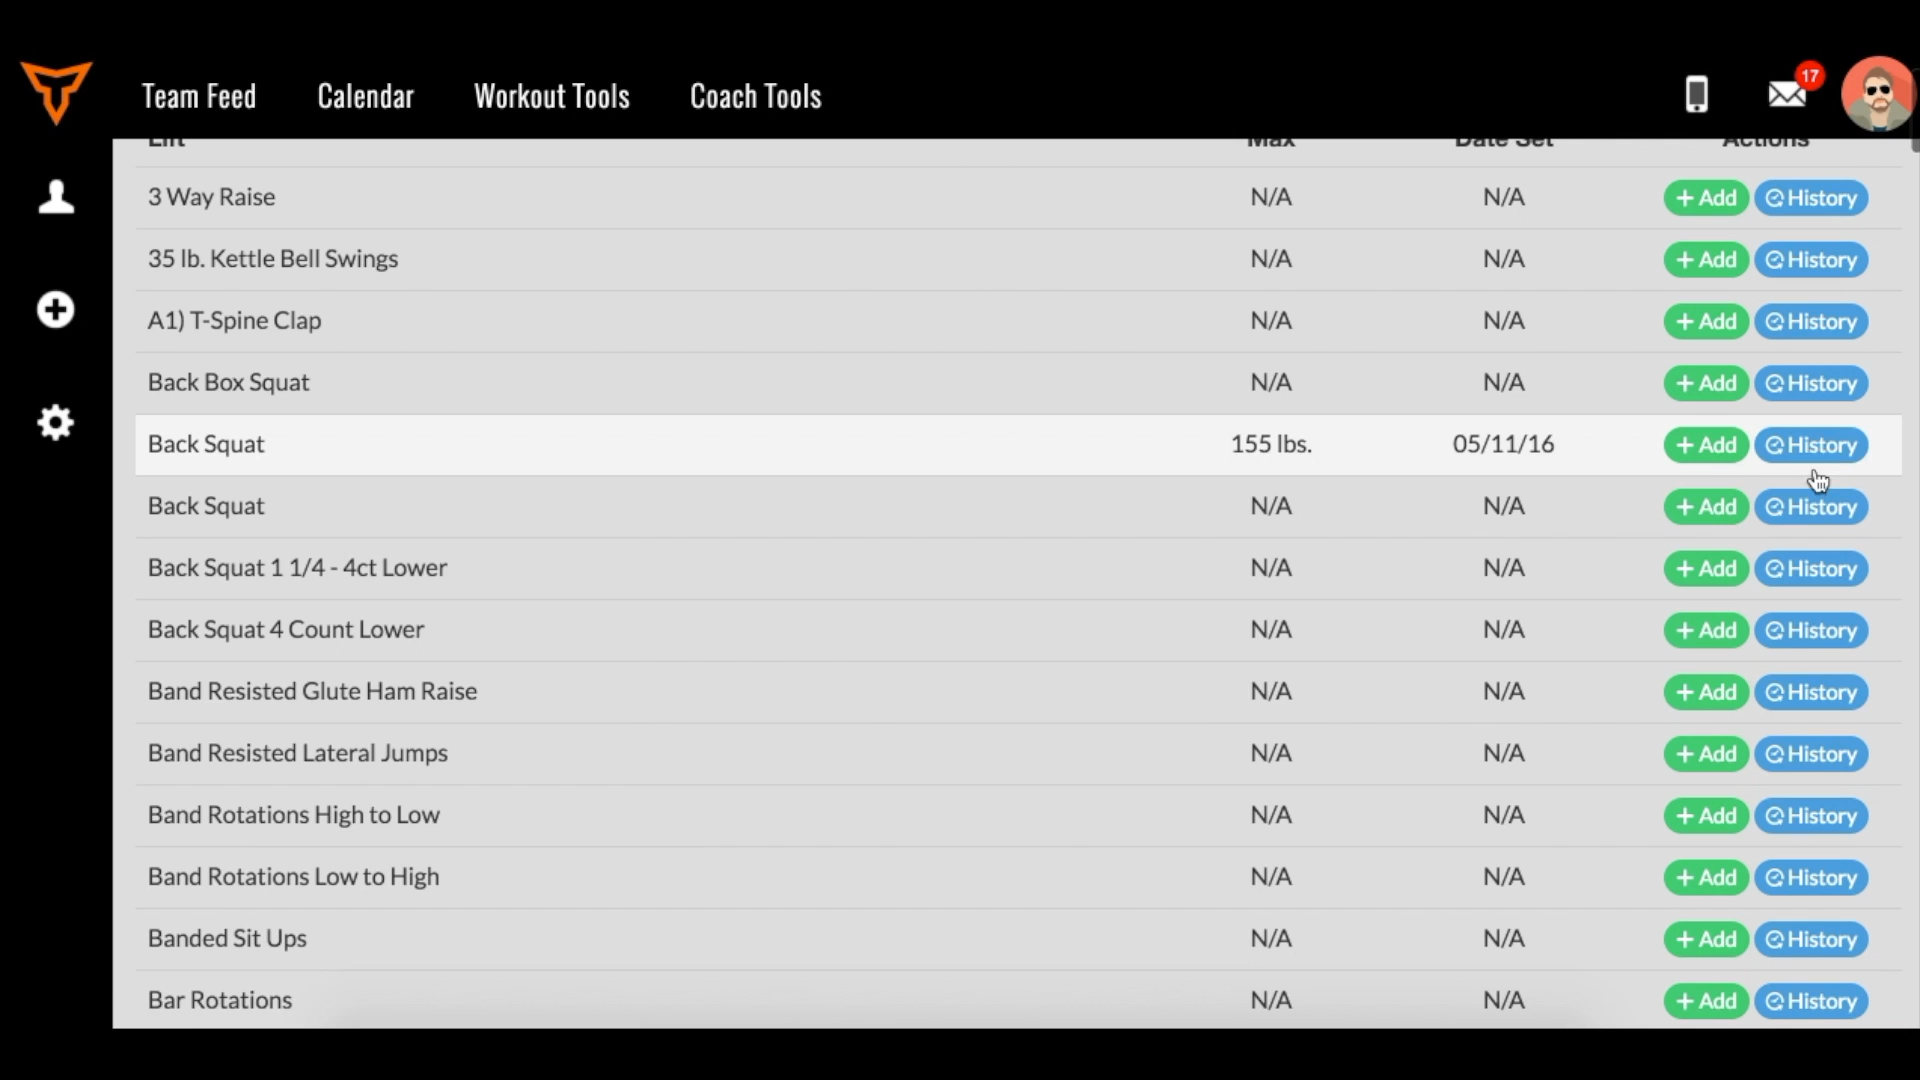 Team Feed Calendar Workout Tools Coach Tools 17
Lift Max Date Set Actions
3 Way Raise N/A N/A + Add History
35 lb. Kettle Bell Swings N/A N/A + Add History
A1) T-Spine Clap N/A N/A + Add History
Back Box Squat N/A N/A + Add History
Back Squat 155 lbs. 05/11/16 + Add History
Back Squat N/A N/A + Add History
Back Squat 1 1/4 - 4ct Lower N/A N/A + Add History
Back Squat 4 Count Lower N/A N/A + Add History
Band Resisted Glute Ham Raise N/A N/A + Add History
Band Resisted Lateral Jumps N/A N/A + Add History
Band Rotations High to Low N/A N/A + Add History
Band Rotations Low to High N/A N/A + Add History
Banded Sit Ups N/A N/A + Add History
Bar Rotations N/A N/A + Add History